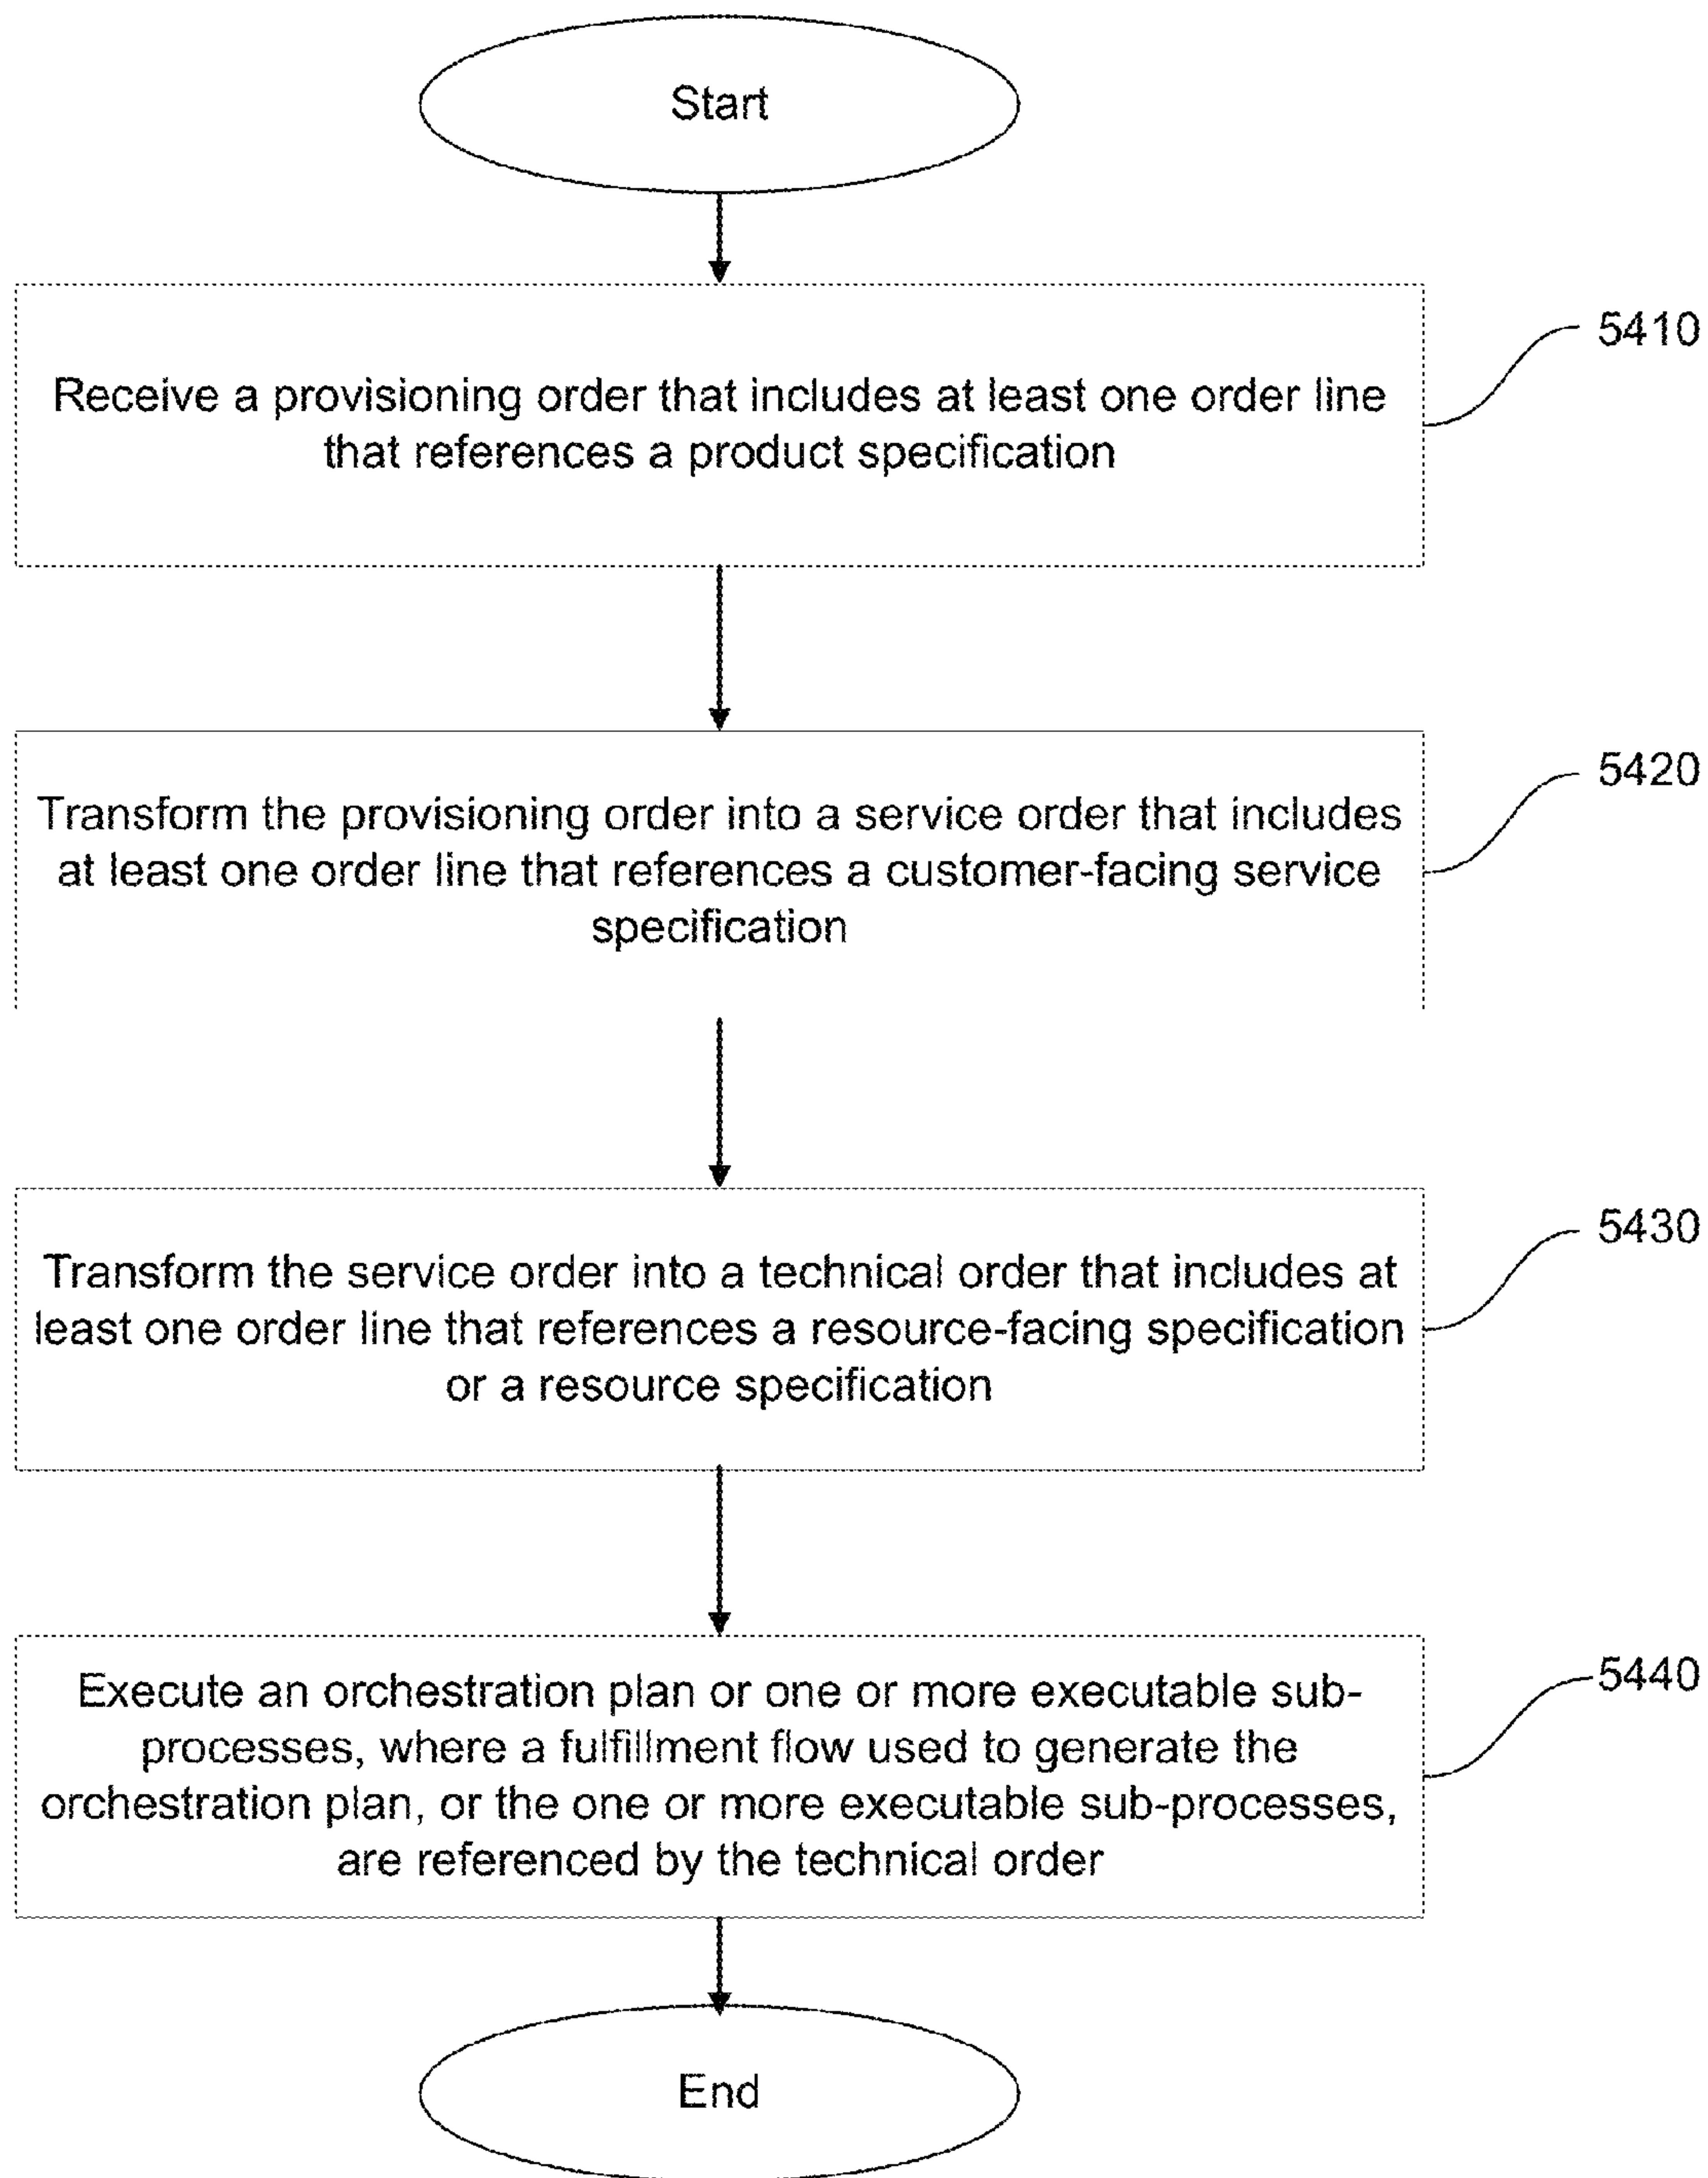 Start
5410
Receive a provisioning order that includes at least one order line
that references a product specification
5420
Transform the provisioning order into a service order that includes
at least one order line that references a customer-facing service
specification
5430
Transform the service order into a technical order that includes at
least one order line that references a resource-facing specification
or a resource specification
5440
Execute an orchestration plan or one or more executable sub-
processes, where a fulfillment flow used to generate the
orchestration plan, or the one or more executable sub-processes,
are referenced by the technical order
End